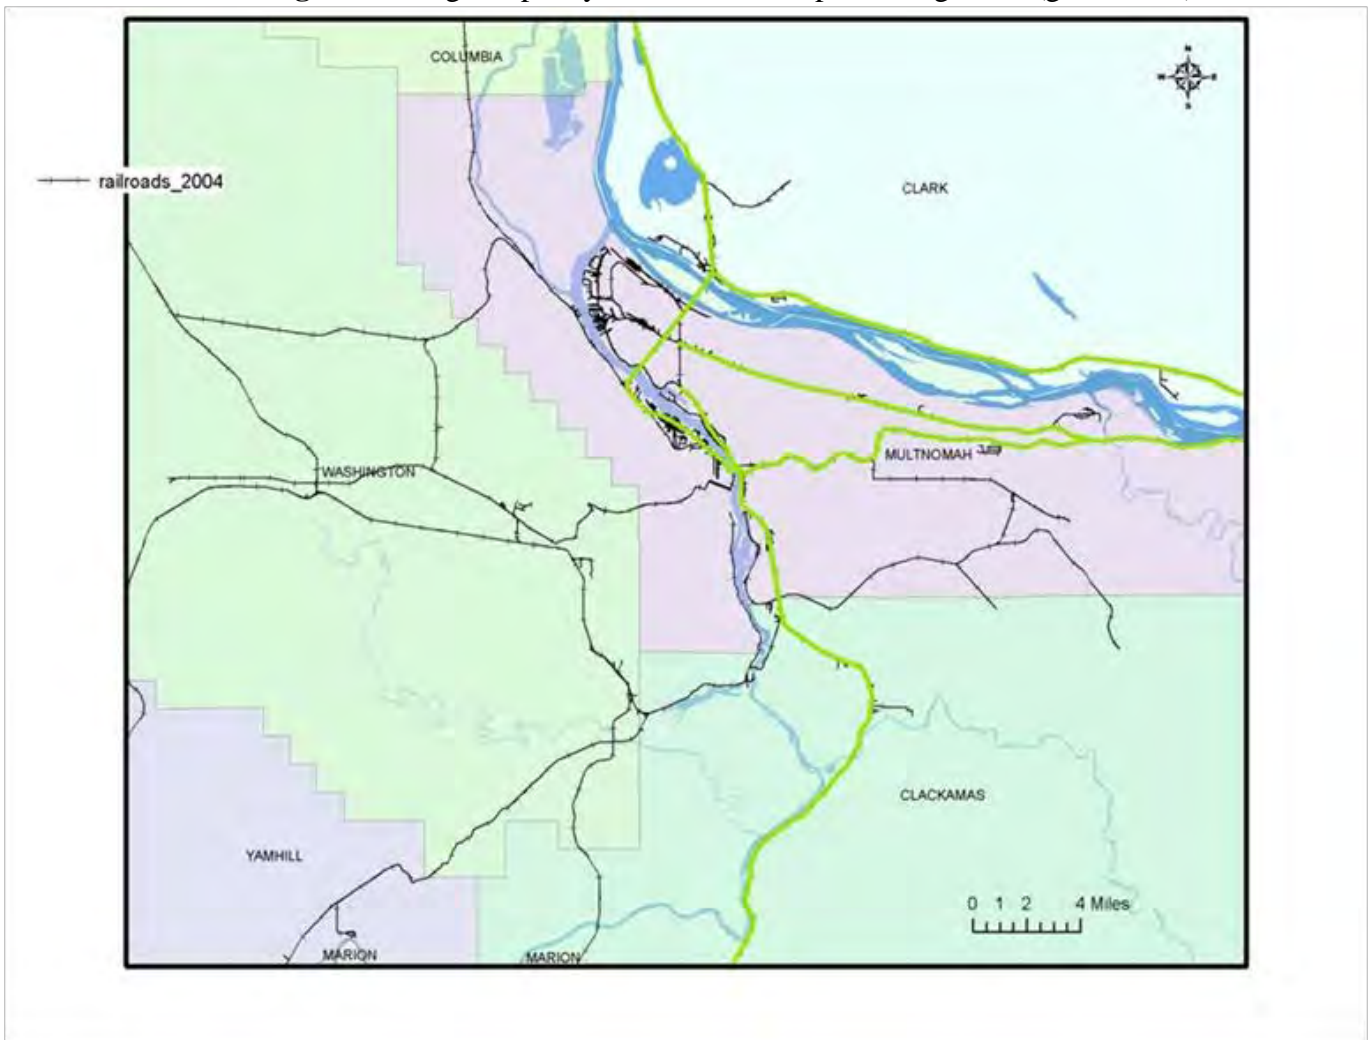 COLUMBIA
N
W E
S
railroads_2004
CLARK
WASHINGTON
MULTNOMAH
CLACKAMAS
YAMHILL
0 1 2 4 Miles
MARION
MARION